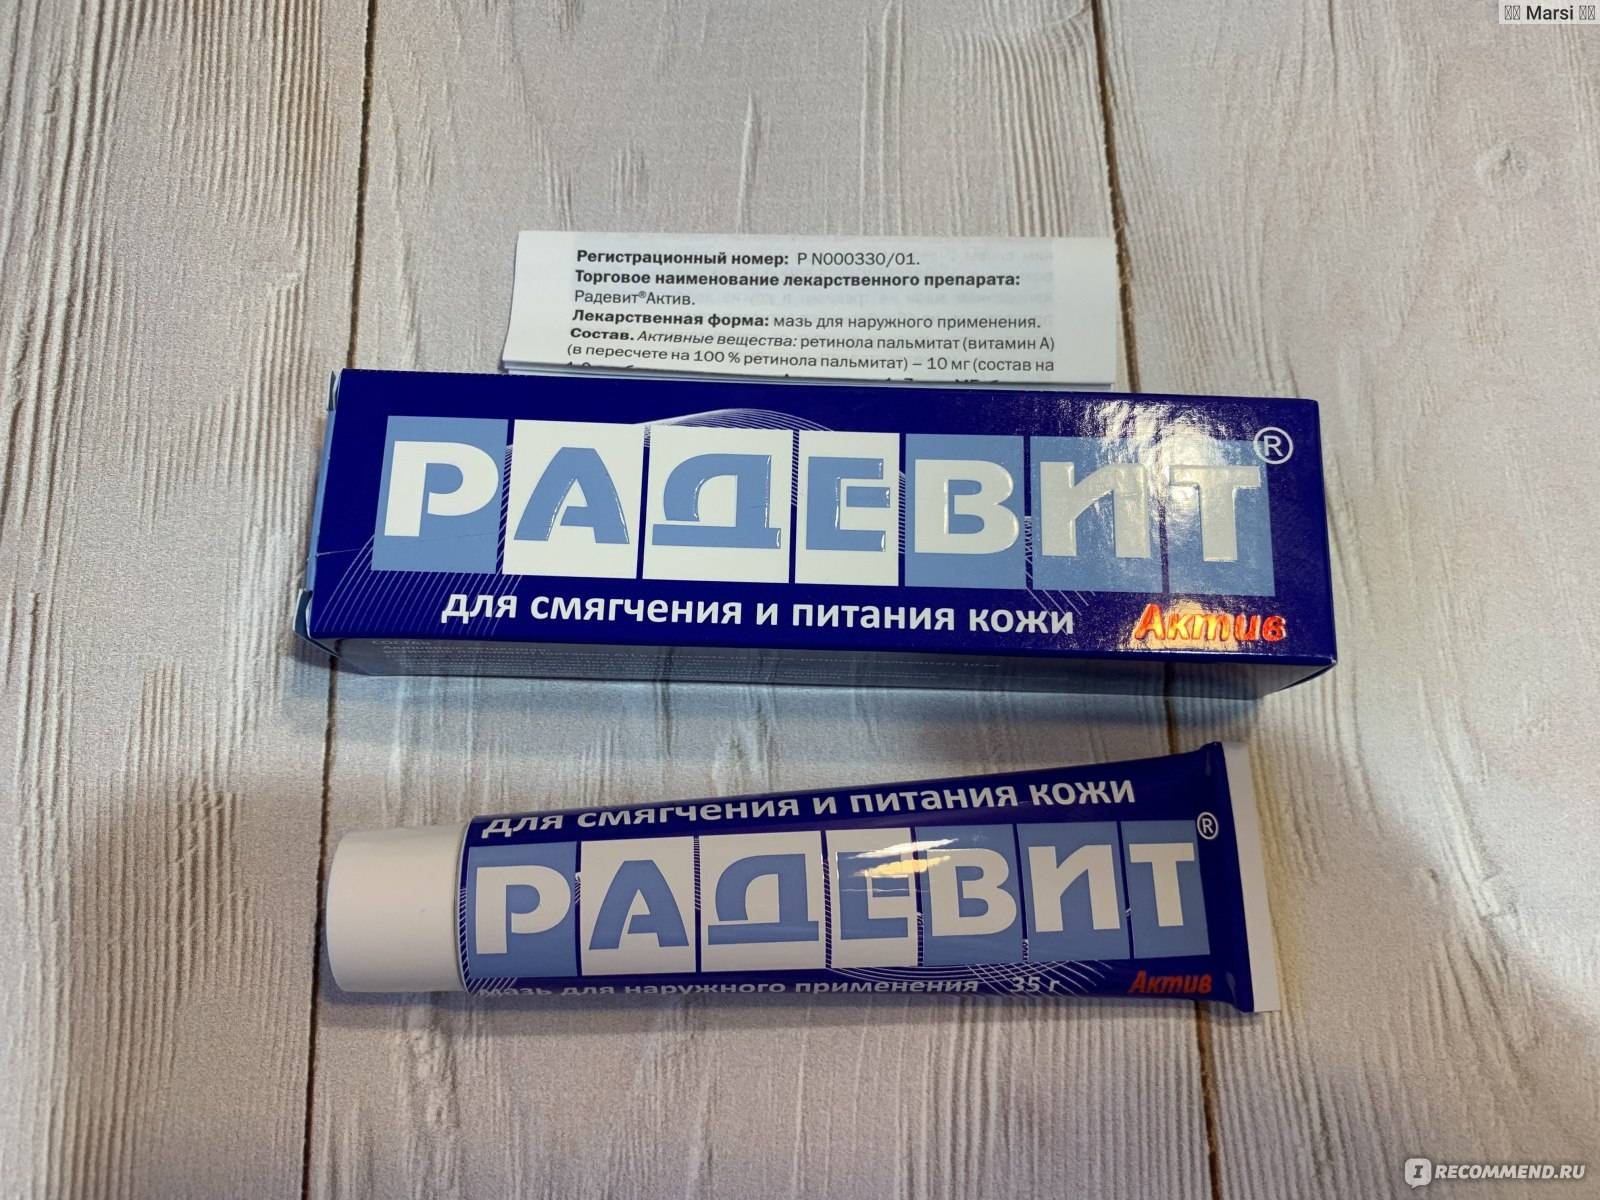 Marsi
Регистрационный номер: Р N000330/01.
Торговое наименование лекарственного препарата:
Радевит®Актив.
Лекарственная форма: мазь для наружного применения.
Состав. Активные вещества: ретинола пальмитат (витамин А)
(в пересчете на 100 % ретинола пальмитат) – 10 мг (состав на
РАДЕВИТ®
для смягчения и питания кожи Актив
для смягчения и питания кожи
РАДЕВИТ®
мазь для наружного применения 35 г Актив
IRECOMMEND.RU